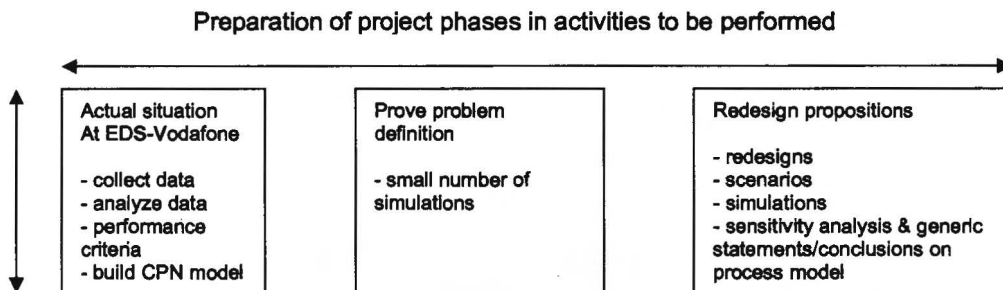 Preparation of project phases in activities to be performed
Actual situation
At EDS-Vodafone
- collect data
- analyze data
- performance
criteria
- build CPN model
Prove problem
definition
- small number of
simulations
Redesign propositions
- redesigns
- scenarios
- simulations
- sensitivity analysis & generic
statements/conclusions on
process model